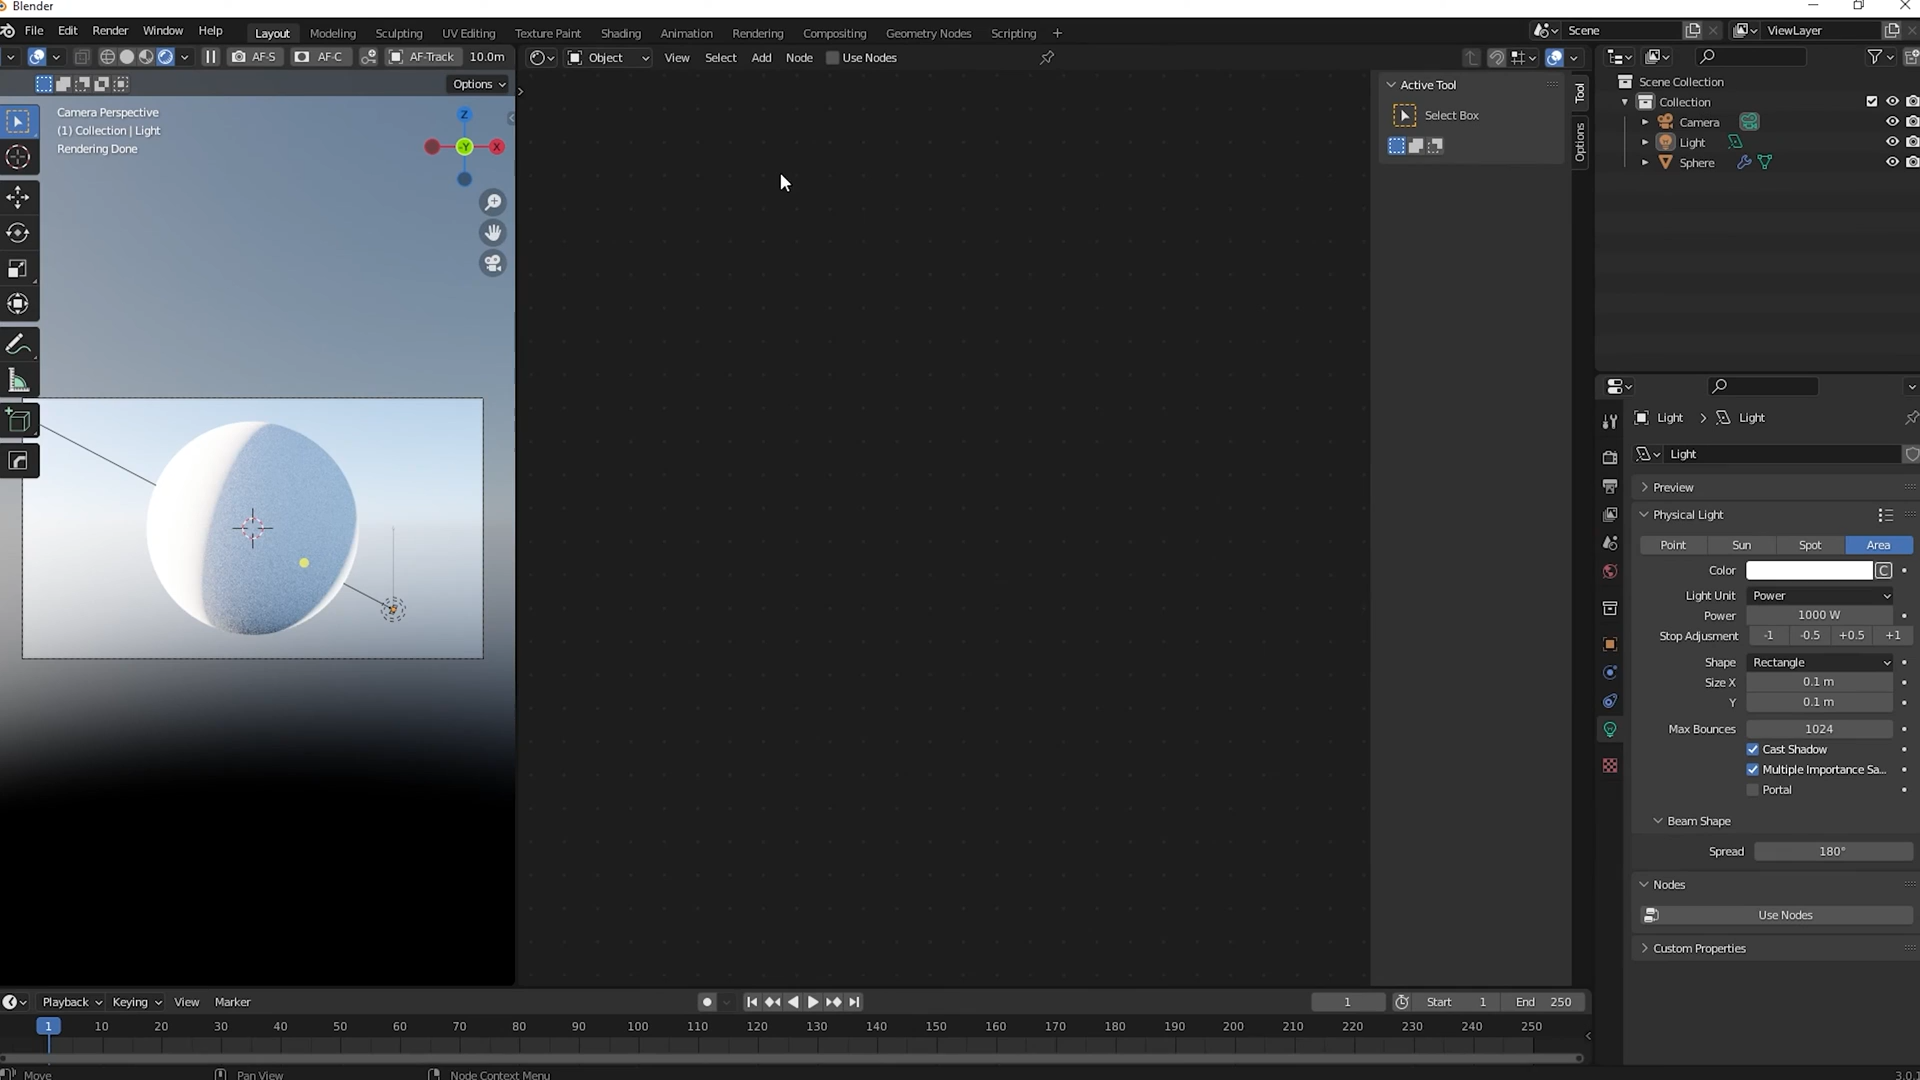 Blender
File Edit Render Window Help Layout Modeling Sculpting UV Editing Texture Paint Shading Animation Rendering Compositing Geometry Nodes Scripting + Scene ViewLayer
AF-S AF-C AF-Track 10.0m Object View Select Add Node Use Nodes
Options
Camera Perspective
(1) Collection | Light
Rendering Done
Z
Y X
Active Tool
Select Box
Tool
Options
Scene Collection
Collection
Camera
Light
Sphere
Light > Light
Light
Preview
Physical Light
Point Sun Spot Area
Color C
Light Unit Power
Power 1000 W
Stop Adjusment -1 -0.5 +0.5 +1
Shape Rectangle
Size X 0.1 m
Y 0.1 m
Max Bounces 1024
Cast Shadow
Multiple Importance Sa...
Portal
Beam Shape
Spread 180°
Nodes
Use Nodes
Custom Properties
Playback Keying View Marker 1 Start 1 End 250
1 10 20 30 40 50 60 70 80 90 100 110 120 130 140 150 160 170 180 190 200 210 220 230 240 250
Move Pan View Node Context Menu 3.0.1